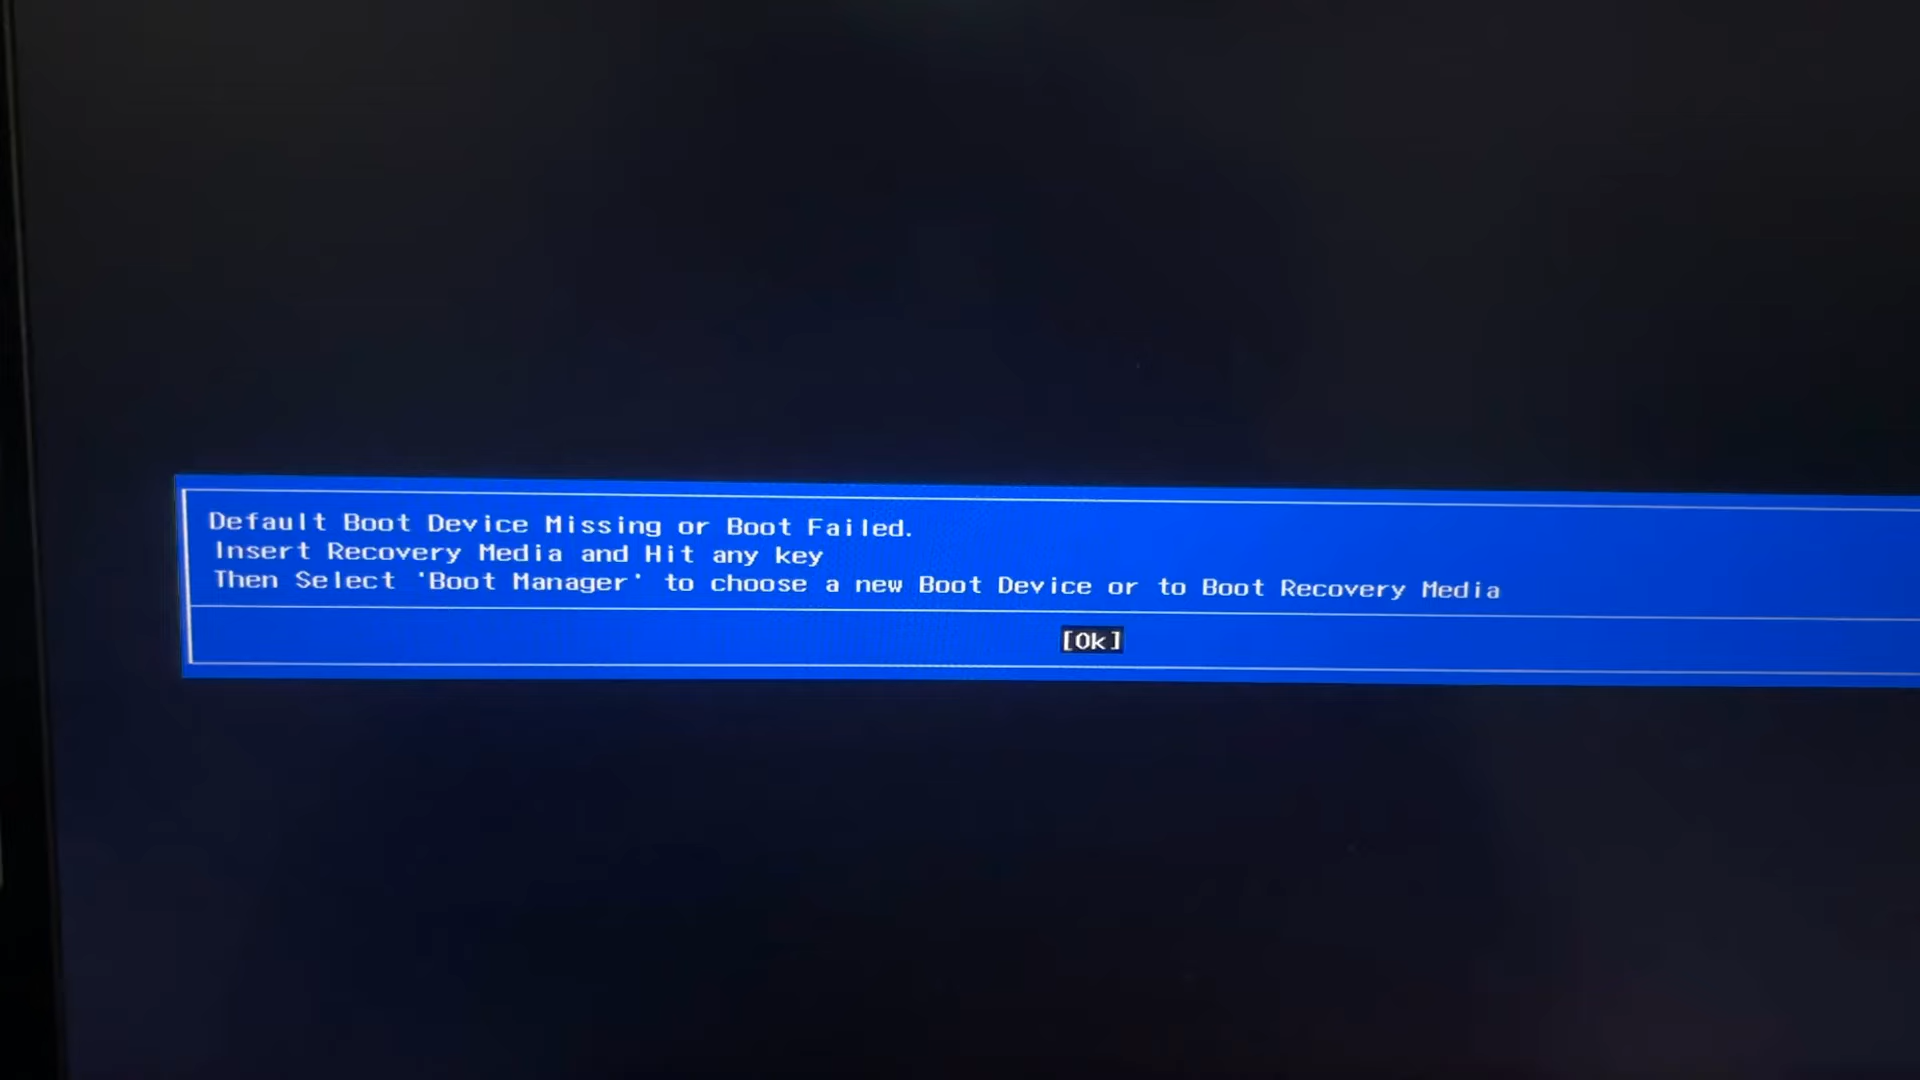 Default Boot Device Missing or Boot Failed.
Insert Recovery Media and Hit any key
Then Select 'Boot Manager' to choose a new Boot Device or to Boot Recovery Media
[Ok]